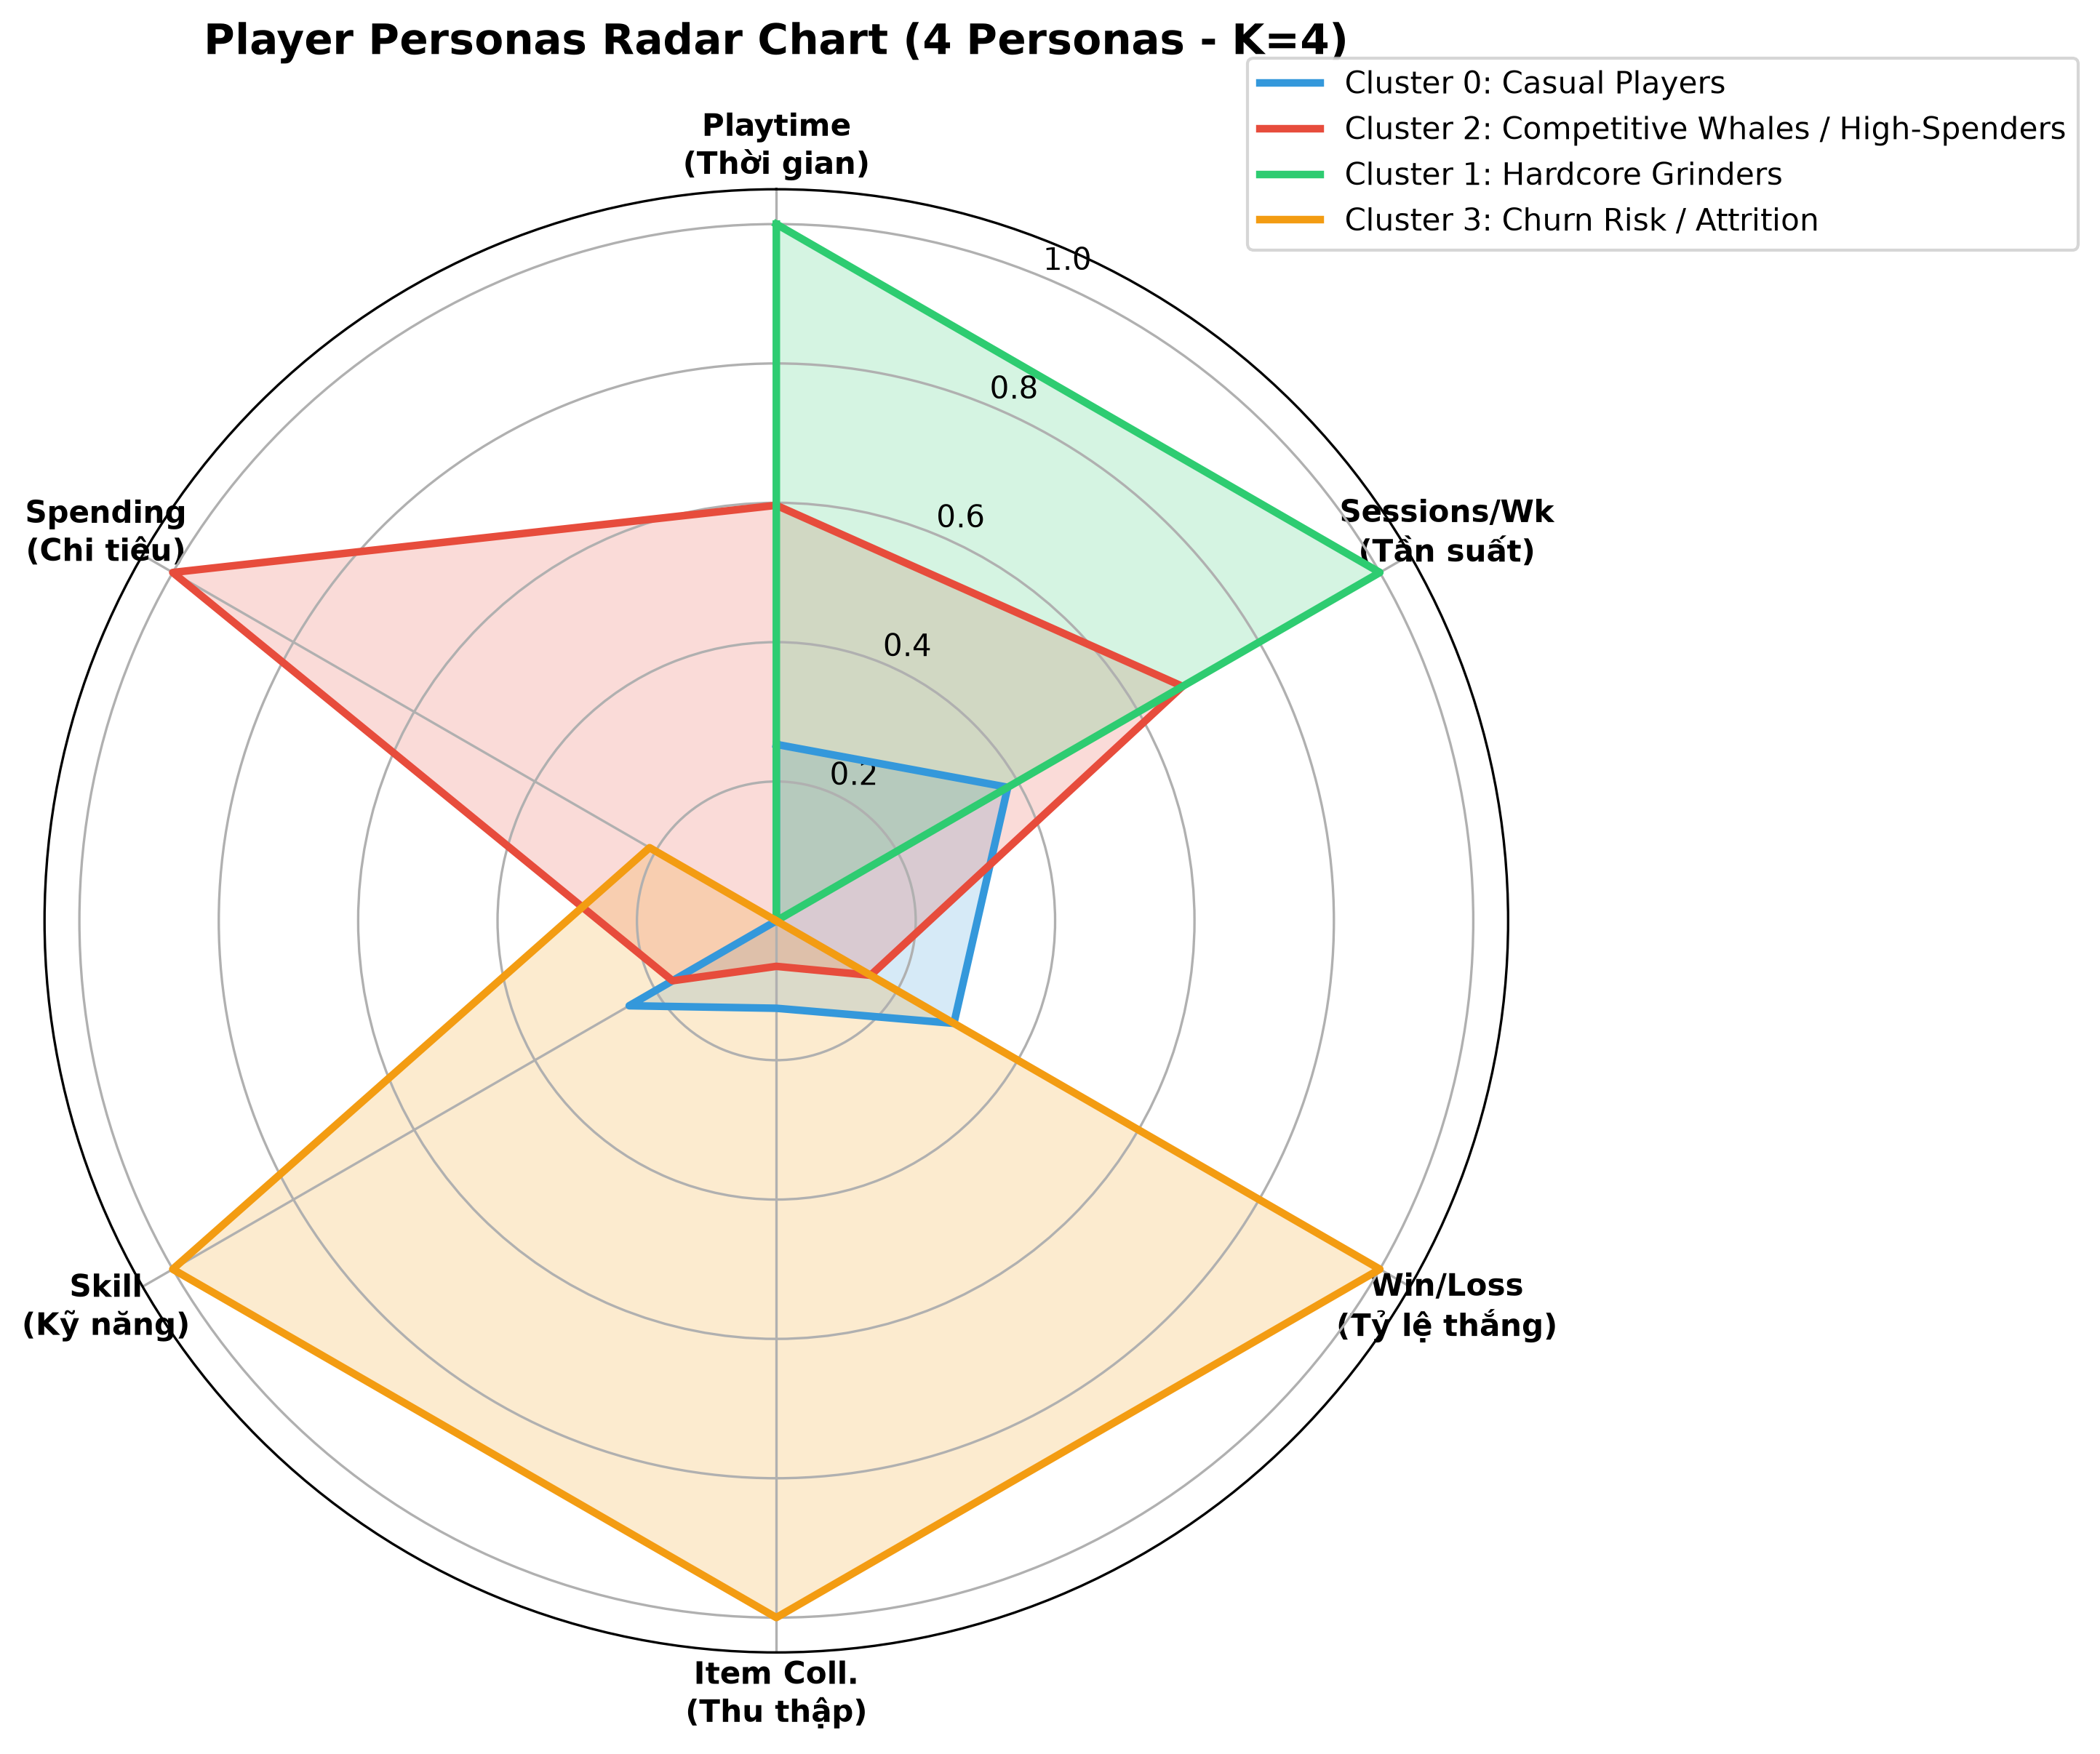 Player Personas Radar Chart (4 Personas - K=4)
Cluster 0: Casual Players
Cluster 2: Competitive Whales / High-Spenders
Cluster 1: Hardcore Grinders
Cluster 3: Churn Risk / Attrition
Playtime
(Thời gian)
1.0
0.8
0.6
0.4
0.2
Spending
(Chi tiêu)
Sessions/Wk
(Tần suất)
Skill
(Kỹ năng)
Win/Loss
(Tỷ lệ thắng)
Item Coll.
(Thu thập)